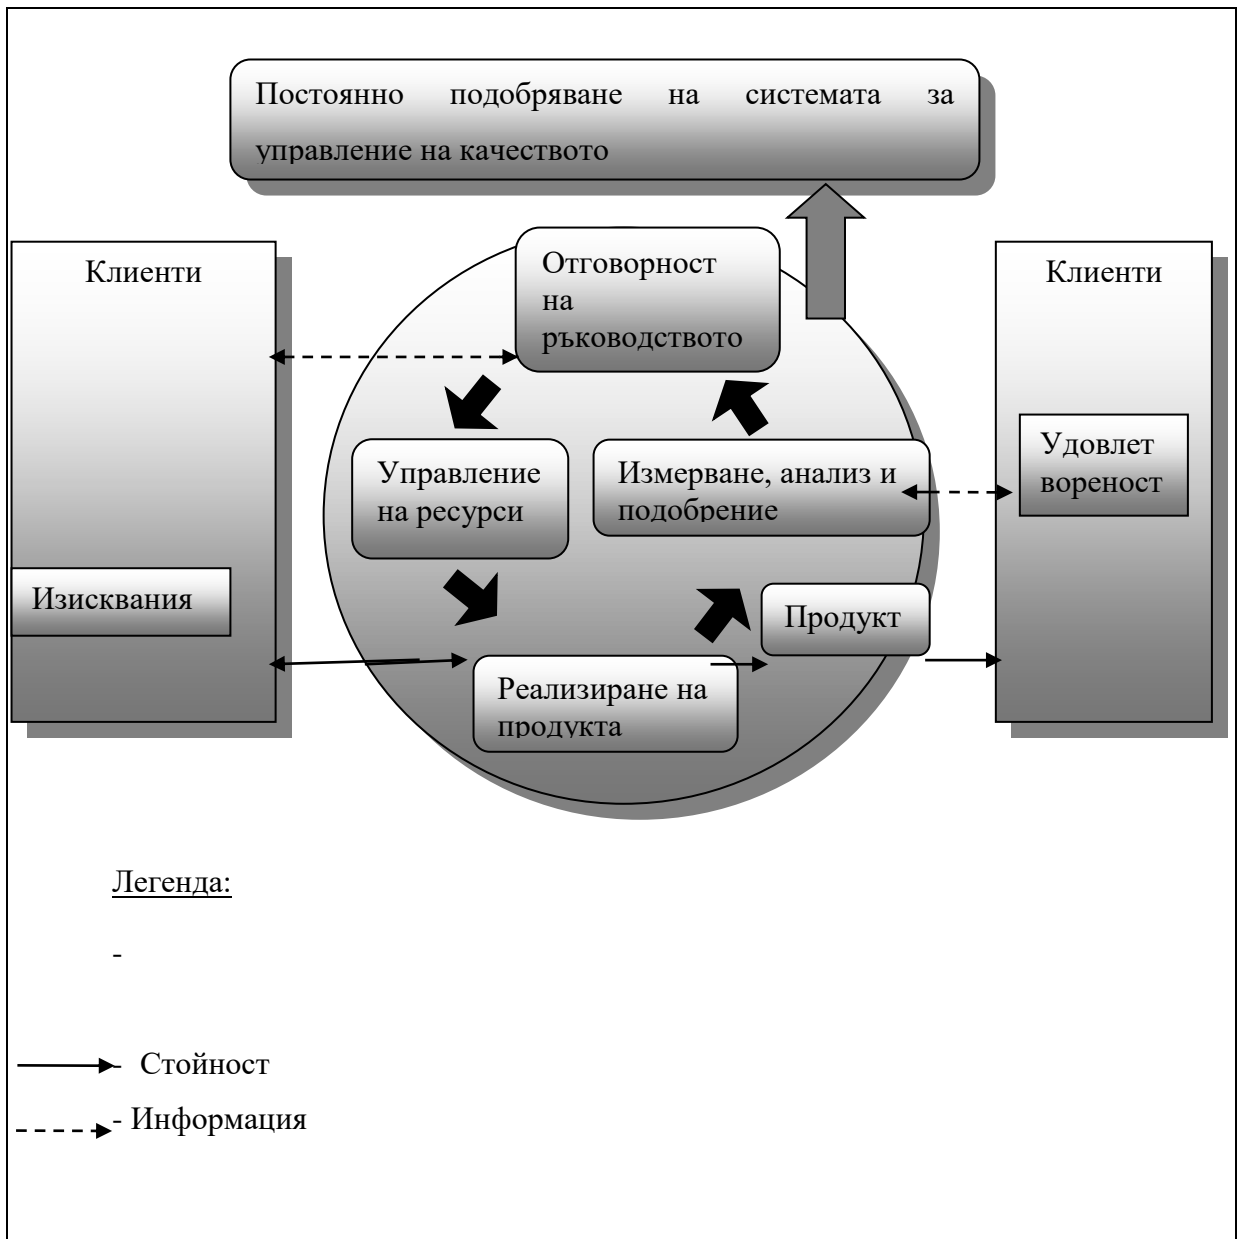 Постоянно подобряване на системата за
управление на качеството
Клиенти
Отговорност
на
ръководството
Клиенти
Управление
на ресурси
Измерване, анализ и
подобрение
Удовлет
вореност
Изисквания
Продукт
Реализиране на
продукта
Легенда:
-
- Стойност
- Информация